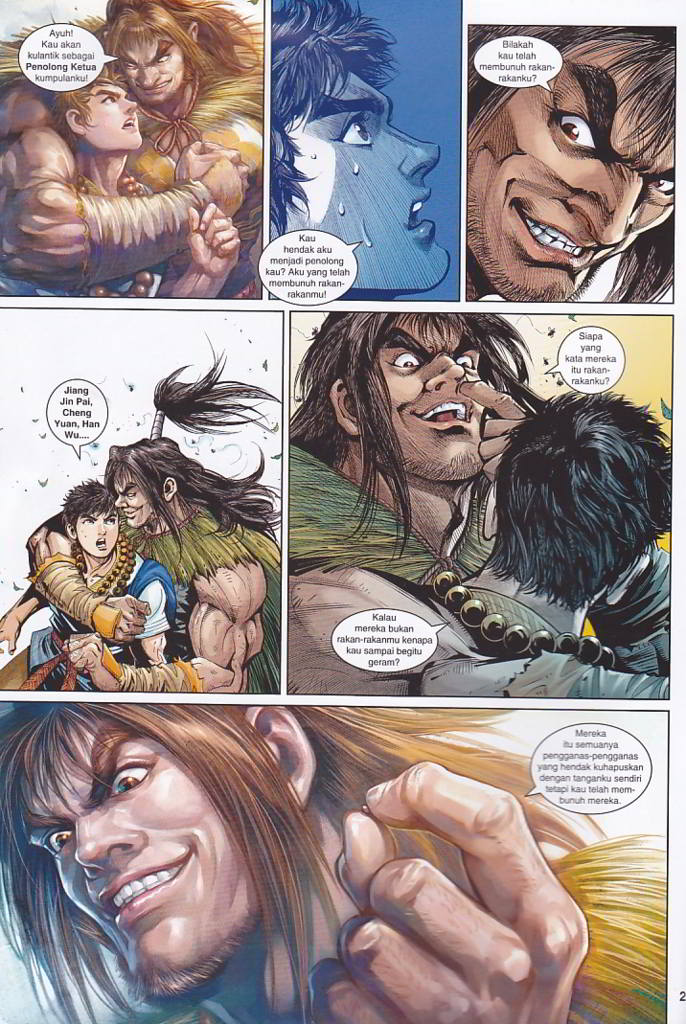 Ayuh!
Kau akan
kulantik sebagai
Penolong Ketua
kumpulanku!
Kau
hendak aku
menjadi penolong
kau? Aku yang telah
membunuh rakan-
rakanmu!
Bilakah
kau telah
membunuh rakan-
rakanku?
Jiang
Jin Pai,
Cheng
Yuan, Han
Wu....
Siapa
yang
kata mereka
itu rakan-
rakanku?
Kalau
mereka bukan
rakan-rakanmu kenapa
kau sampai begitu
geram?
Mereka
itu semuanya
pengganas-pengganas
yang hendak kuhapuskan
dengan tanganku sendiri
tetapi kau telah mem-
bunuh mereka.
2